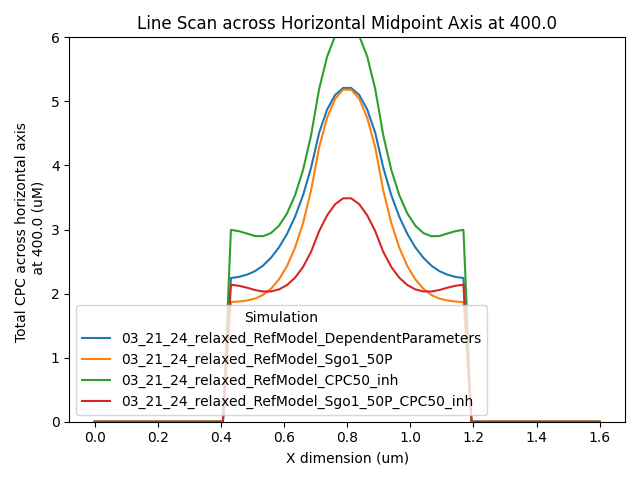 Line Scan across Horizontal Midpoint Axis at 400.0
Total CPC across horizontal axis
at 400.0 (uM)
6
5
4
3
2
1
0
Simulation
03_21_24_relaxed_RefModel_DependentParameters
03_21_24_relaxed_RefModel_Sgo1_50P
03_21_24_relaxed_RefModel_CPC50_inh
03_21_24_relaxed_RefModel_Sgo1_50P_CPC50_inh
0.0 0.2 0.4 0.6 0.8 1.0 1.2 1.4 1.6
X dimension (um)